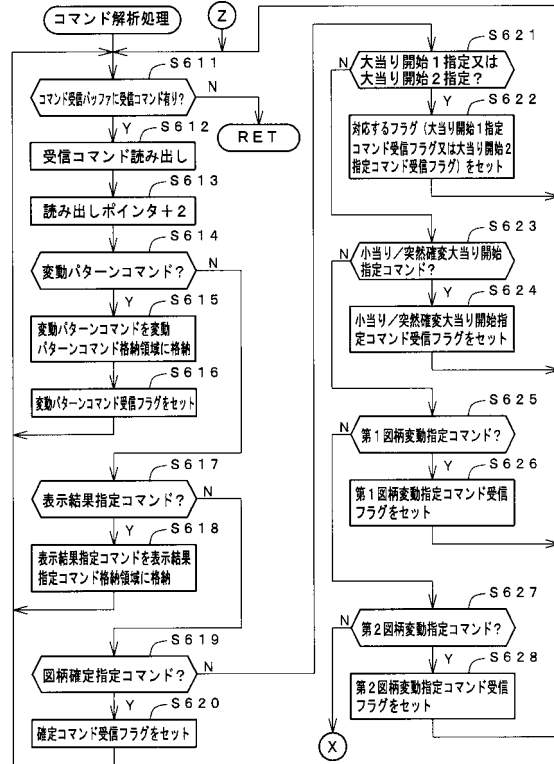 コマンド解析処理
Z
S611
コマンド受信バッファに受信コマンド有り?
N
Y
RET
S612
受信コマンド読み出し
S613
読み出しポインタ+2
S614
変動パターンコマンド?
N
Y
S615
変動パターンコマンドを変動
パターンコマンド格納領域に格納
S616
変動パターンコマンド受信フラグをセット
S617
表示結果指定コマンド?
N
Y
S618
表示結果指定コマンドを表示結果
指定コマンド格納領域に格納
S619
図柄確定指定コマンド?
N
Y
S620
確定コマンド受信フラグをセット
S621
大当り開始1指定又は
大当り開始2指定?
N
Y
S622
対応するフラグ(大当り開始1指定
コマンド受信フラグ又は大当り開始2
指定コマンド受信フラグ)をセット
S623
小当り/突然確変大当り開始
指定コマンド?
N
Y
S624
小当り/突然確変大当り開始指
定コマンド受信フラグをセット
S625
第1図柄変動指定コマンド?
N
Y
S626
第1図柄変動指定コマンド受信
フラグをセット
S627
第2図柄変動指定コマンド?
N
Y
S628
第2図柄変動指定コマンド受信
フラグをセット
X